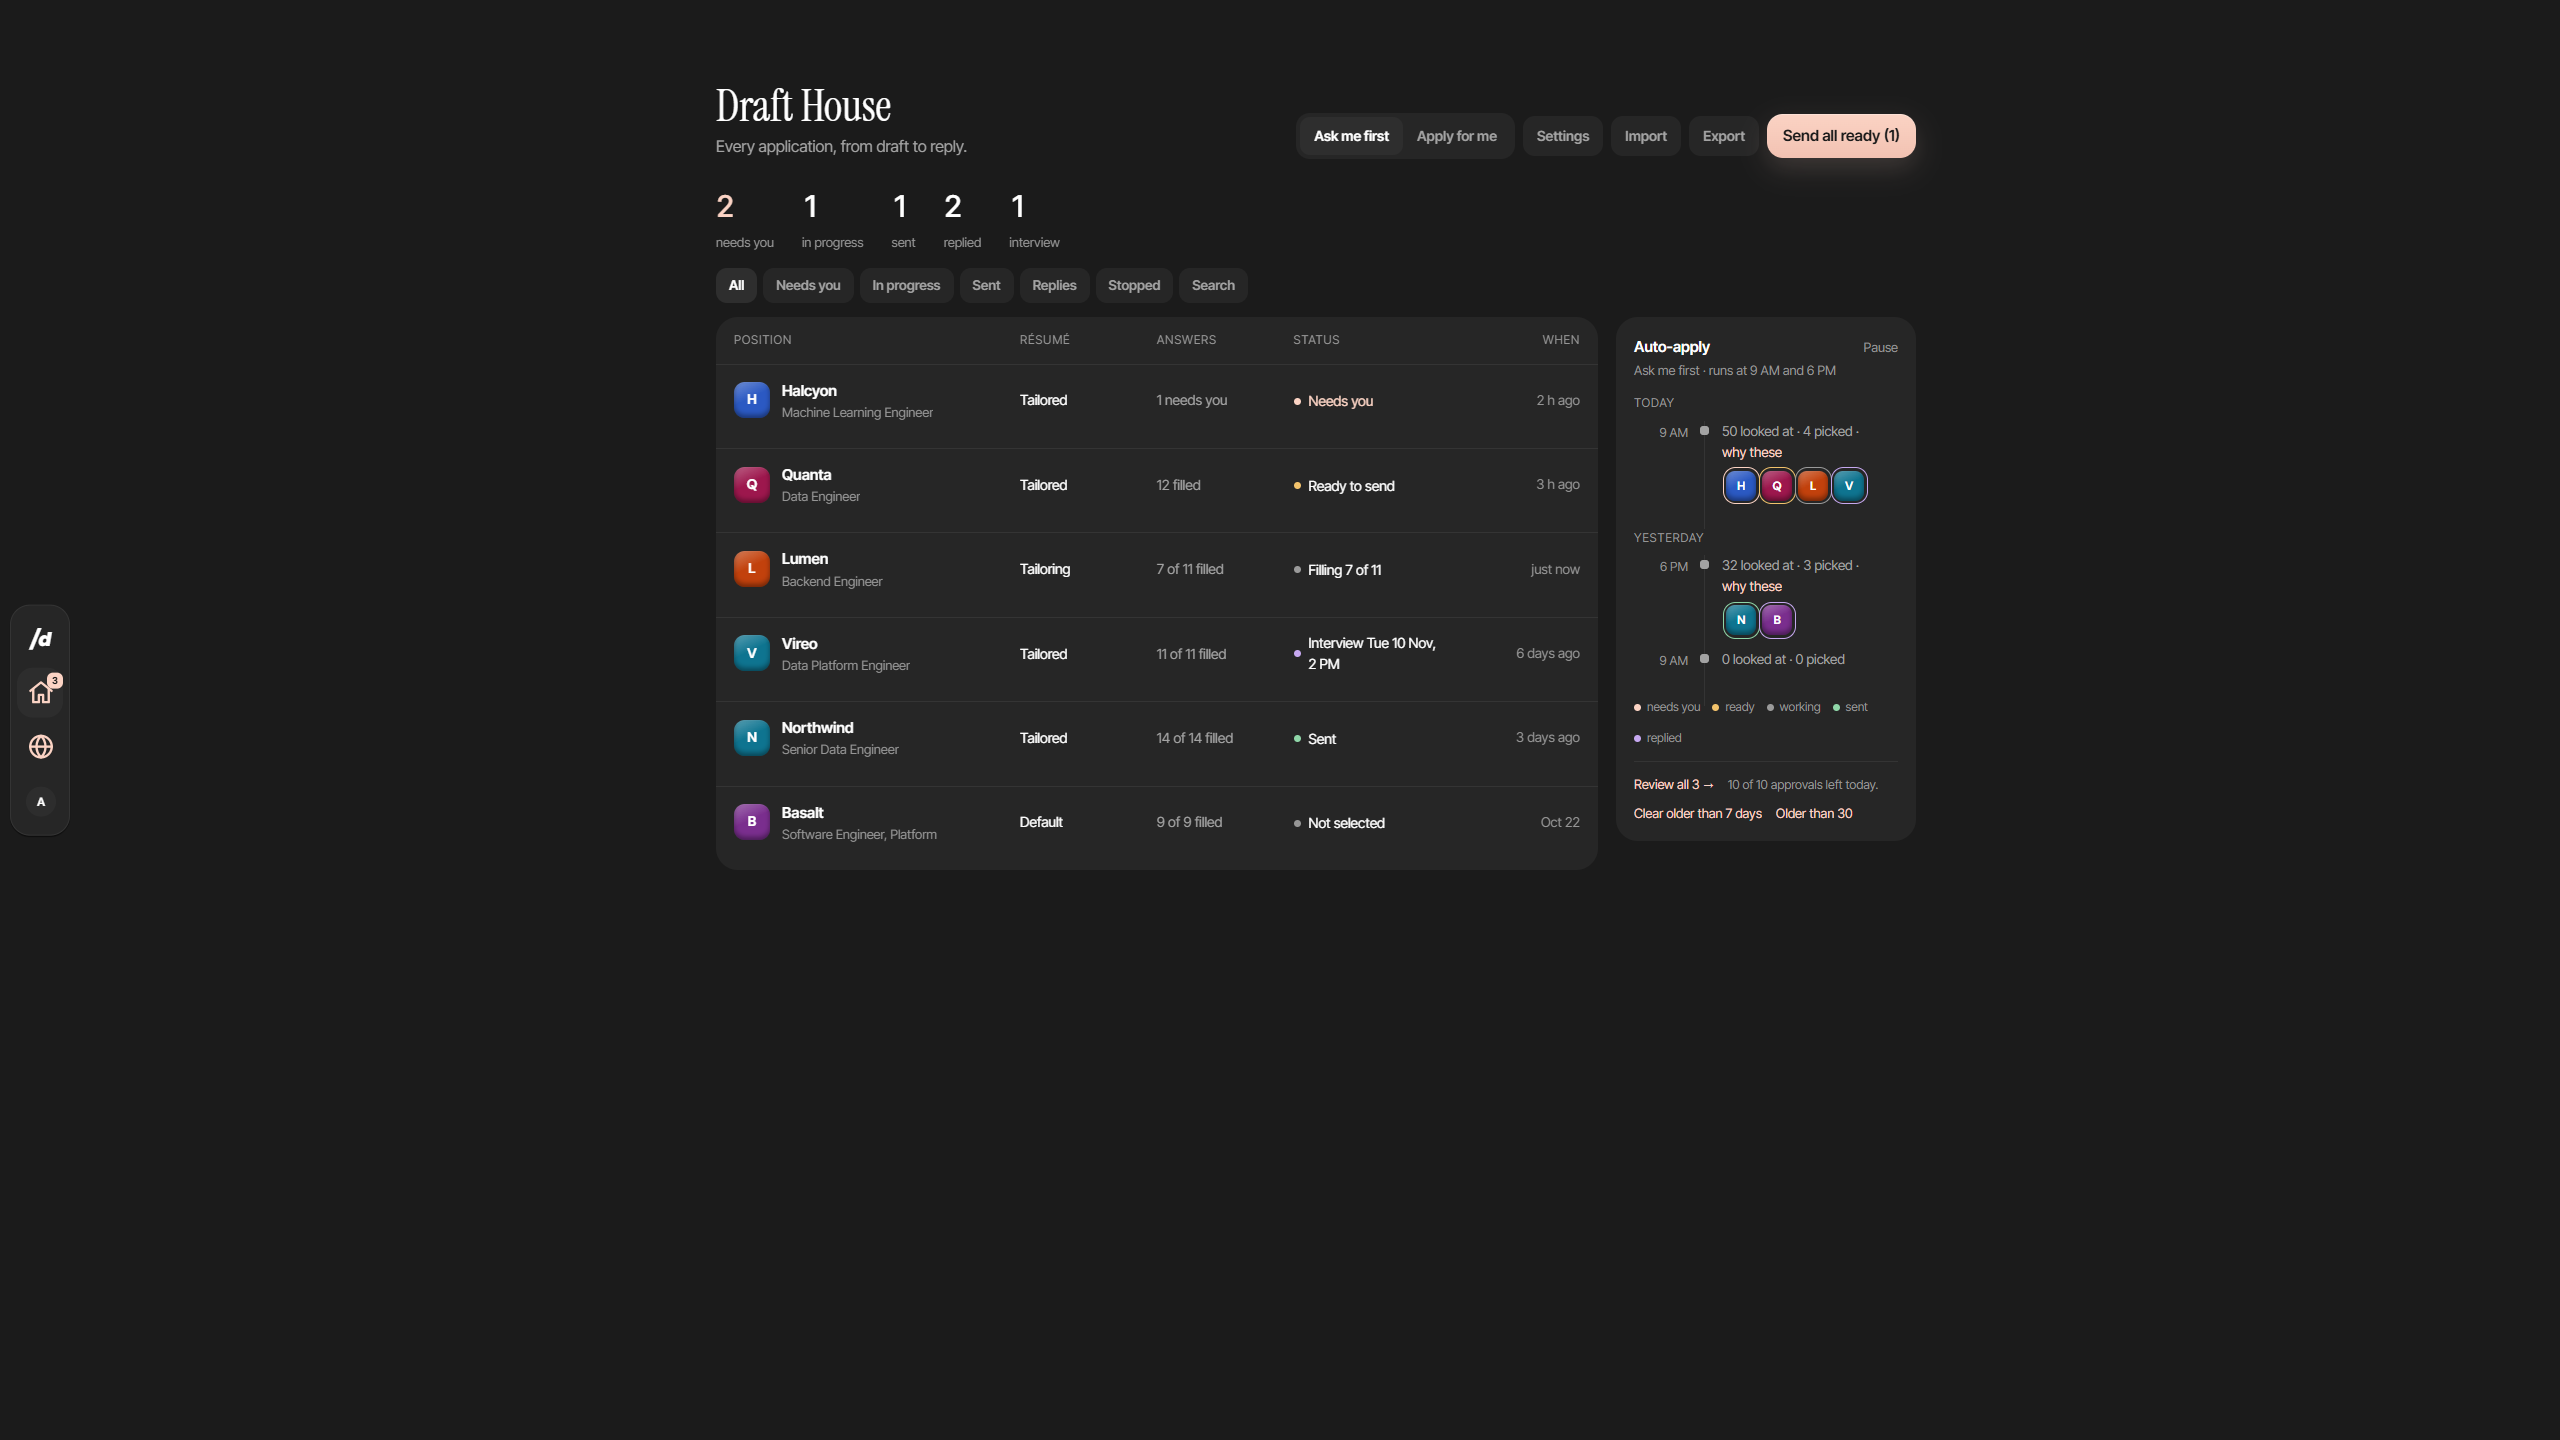 Draft House
Every application, from draft to reply.
Ask me first
Apply for me
Settings
Import
Export
Send all ready (1)
2
needs you
1
in progress
1
sent
2
replied
1
interview
All
Needs you
In progress
Sent
Replies
Stopped
Search
POSITION RÉSUMÉ ANSWERS STATUS WHEN
H
Halcyon
Machine Learning Engineer
Tailored
1 needs you
Needs you
2 h ago
Q
Quanta
Data Engineer
Tailored
12 filled
Ready to send
3 h ago
L
Lumen
Backend Engineer
Tailoring
7 of 11 filled
Filling 7 of 11
just now
V
Vireo
Data Platform Engineer
Tailored
11 of 11 filled
Interview Tue 10 Nov,
2 PM
6 days ago
N
Northwind
Senior Data Engineer
Tailored
14 of 14 filled
Sent
3 days ago
B
Basalt
Software Engineer, Platform
Default
9 of 9 filled
Not selected
Oct 22
Auto-apply
Pause
Ask me first · runs at 9 AM and 6 PM
TODAY
9 AM
50 looked at · 4 picked ·
why these
H Q L V
YESTERDAY
6 PM
32 looked at · 3 picked ·
why these
N B
9 AM
0 looked at · 0 picked
needs you ready working sent
replied
Review all 3 → 10 of 10 approvals left today.
Clear older than 7 days Older than 30
/d
3
A